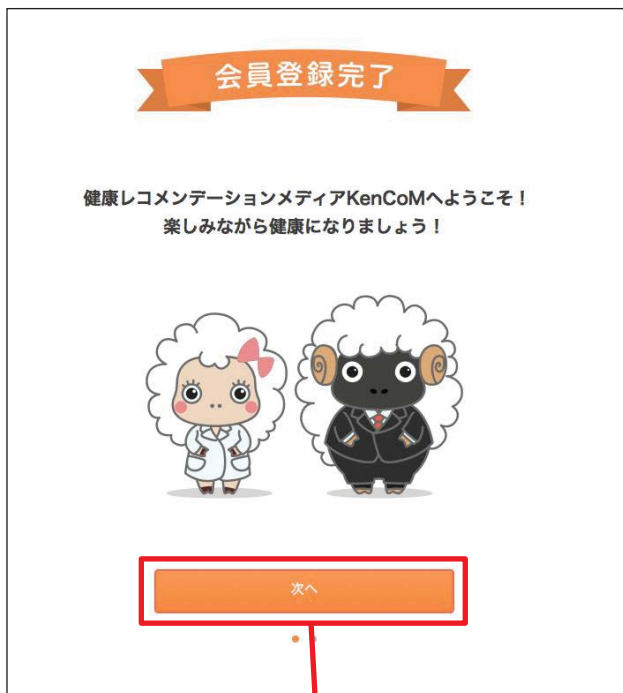 会員登録完了
健康レコメンデーションメディアKenCoMへようこそ！
楽しみながら健康になりましょう！
次へ